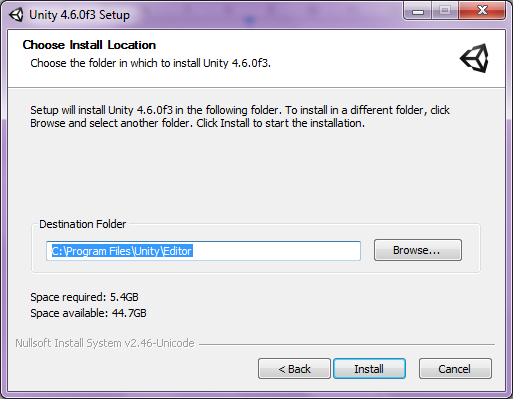 Unity 4.6.0f3 Setup
Choose Install Location
Choose the folder in which to install Unity 4.6.0f3.
Setup will install Unity 4.6.0f3 in the following folder. To install in a different folder, click
Browse and select another folder. Click Install to start the installation.
Destination Folder
C:\Program Files\Unity\Editor
Browse...
Space required: 5.4GB
Space available: 44.7GB
Nullsoft Install System v2.46-Unicode
< Back
Install
Cancel